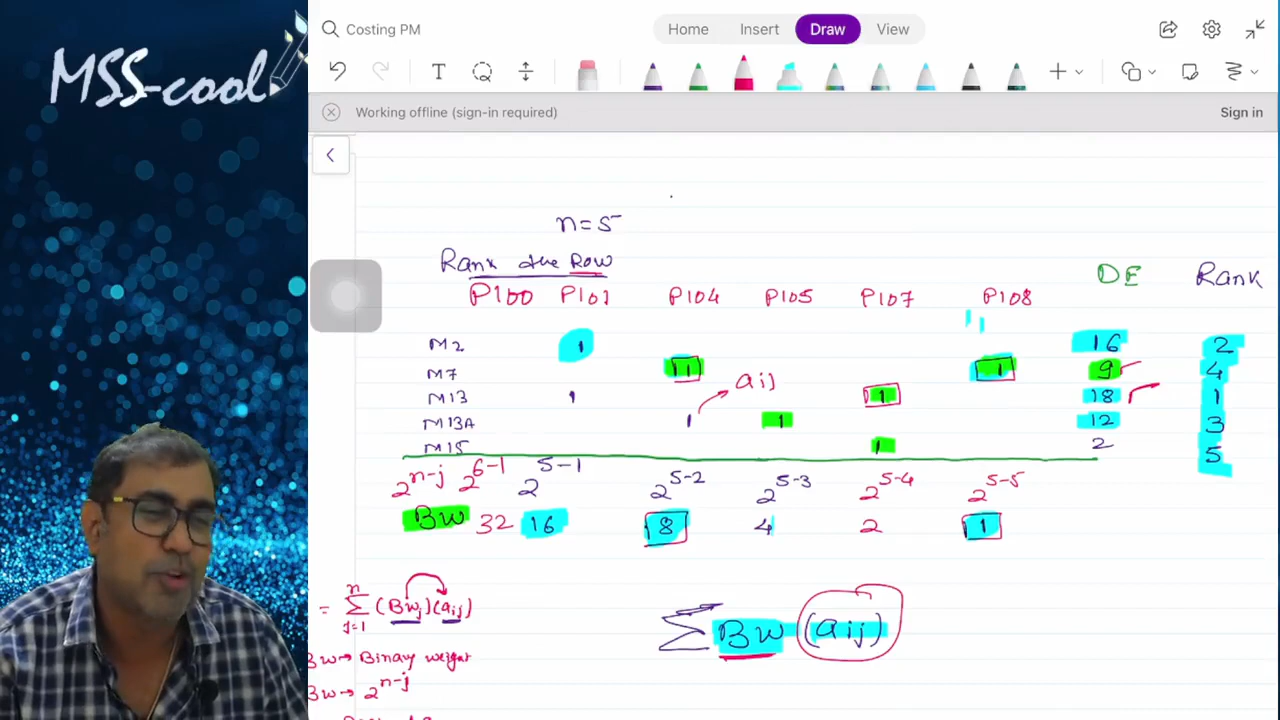 MSS-cool
Costing PM
Home Insert Draw View
Working offline (sign-in required)
Sign in
n=5
Rank the Row
P100 P101 P104 P105 P107 P108 DE Rank
M2 1 16 2
M7 1 1 9 4
aij
M13 1 1 18 1
M13A 1 1 12 3
M15 1 2 5
2^n-j 2^6-1 2^5-1 2^5-2 2^5-3 2^5-4 2^5-5
BW 32 16 8 4 2 1
= n Σ j=1 (Bwj)(aij)
Σ BW (aij)
BW→ Binary weight
BW→ 2^n-j